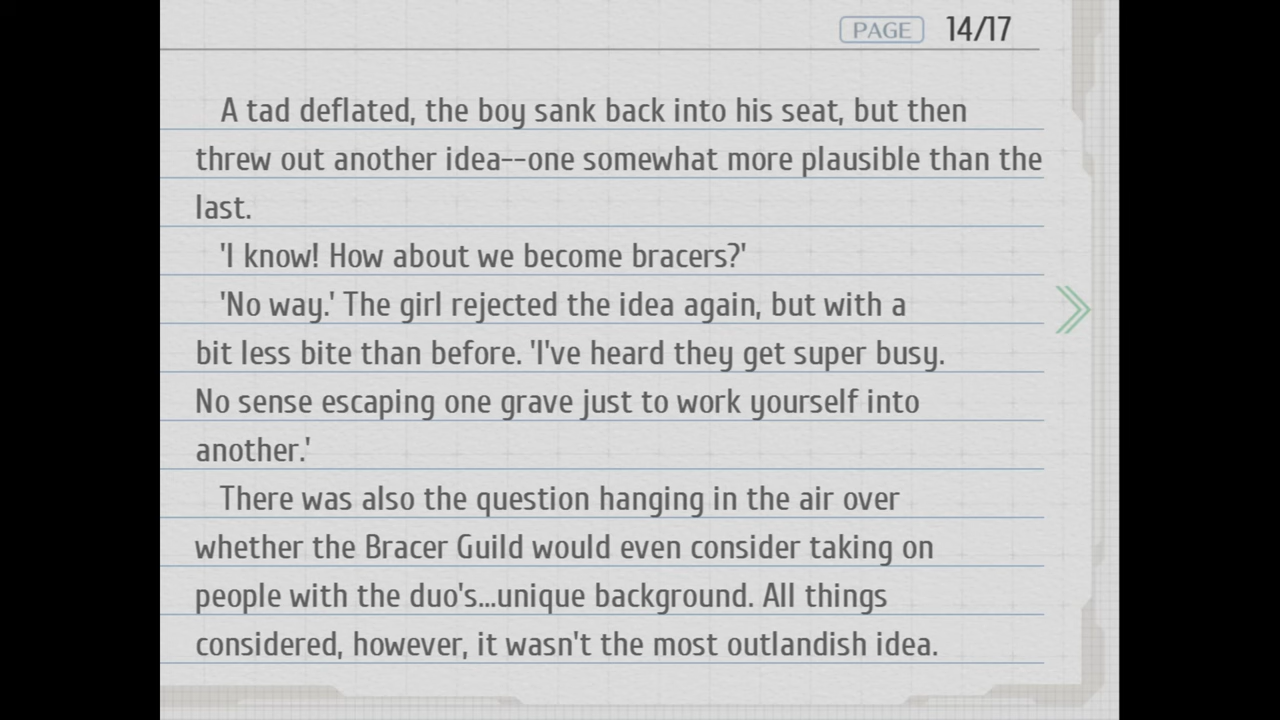 PAGE 14/17
A tad deflated, the boy sank back into his seat, but then
threw out another idea--one somewhat more plausible than the
last.
'I know! How about we become bracers?'
'No way.' The girl rejected the idea again, but with a
bit less bite than before. 'I've heard they get super busy.
No sense escaping one grave just to work yourself into
another.'
There was also the question hanging in the air over
whether the Bracer Guild would even consider taking on
people with the duo's...unique background. All things
considered, however, it wasn't the most outlandish idea.